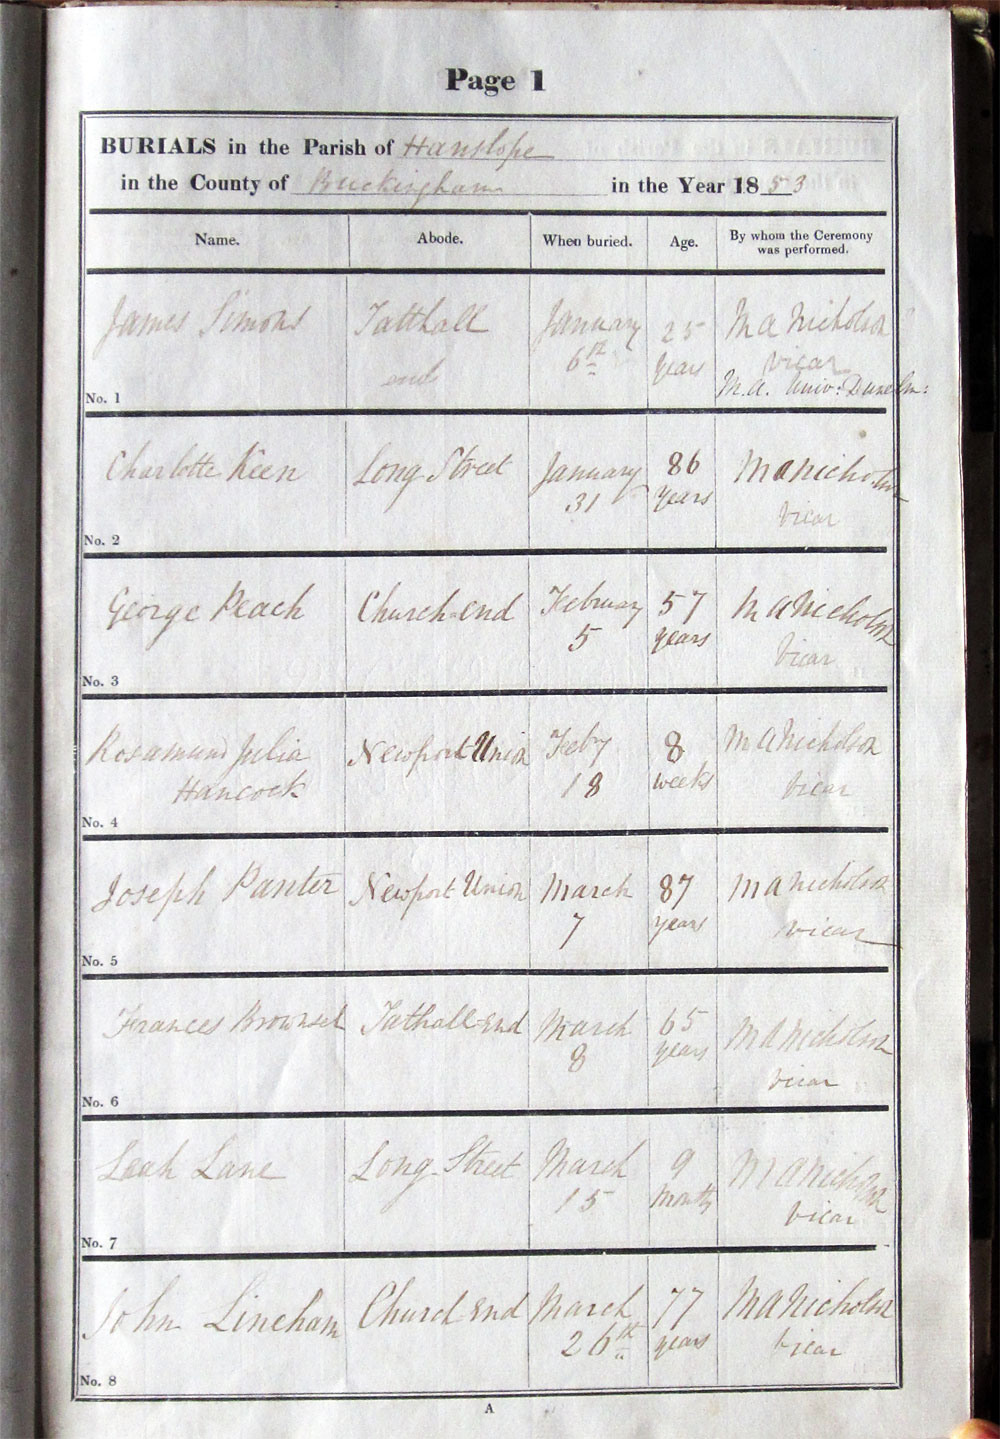 Page 1
BURIALS in the Parish of Hanslope
in the County of Buckingham in the Year 1853
Name. Abode. When buried. Age. By whom the Ceremony was performed.
James Simons Tatthall January 25 M A Nicholson
end 6th years vicar
No. 1 M.A. Univ: Dunelm:
Charlotte Keen Long Street January 86 M A Nicholson
31 years vicar
No. 2
George Peach Church-end February 57 M A Nicholson
5 years vicar
No. 3
Rosamund Julia Newport Union Feby 8 M A Nicholson
Hancock 18 weeks vicar
No. 4
Joseph Panter Newport Union March 87 M A Nicholson
7 years vicar
No. 5
Frances Brownsel Tathall-End March 65 M A Nicholson
8 years vicar
No. 6
Leah Lane Long-Street March 9 M A Nicholson
15 months vicar
No. 7
John Lineham Church End March 77 M A Nicholson
26th years vicar
No. 8
A